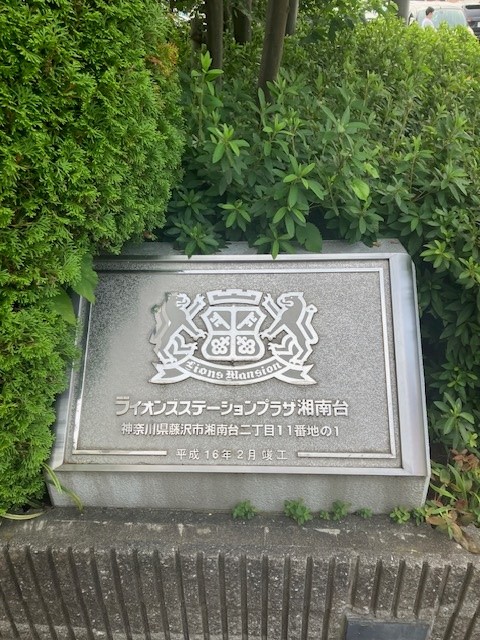 Lions Mansion
ライオンズステーションプラザ湘南台
神奈川県藤沢市湘南台二丁目11番地の1
平成16年2月竣工